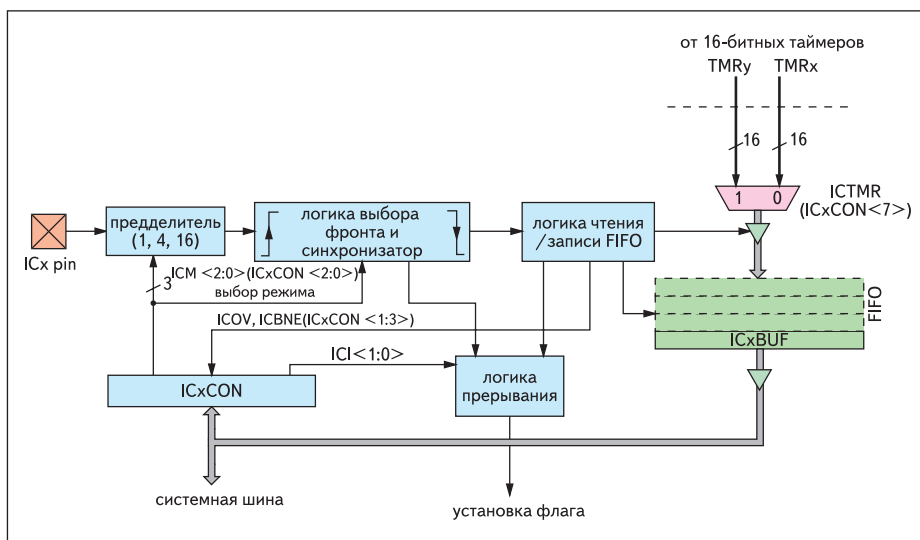 от 16-битных таймеров
TMRy TMRx
16 16
1 0
ICTMR
(ICxCON<7>)
ICx pin
предделитель
(1, 4, 16)
логика выбора
фронта и
синхронизатор
логика чтения
/записи FIFO
3
ICM <2:0>(ICxCON <2:0>)
выбор режима
ICOV, ICBNE(ICxCON <1:3>)
FIFO
ICxBUF
ICI<1:0>
ICxCON
логика
прерывания
системная шина
установка флага